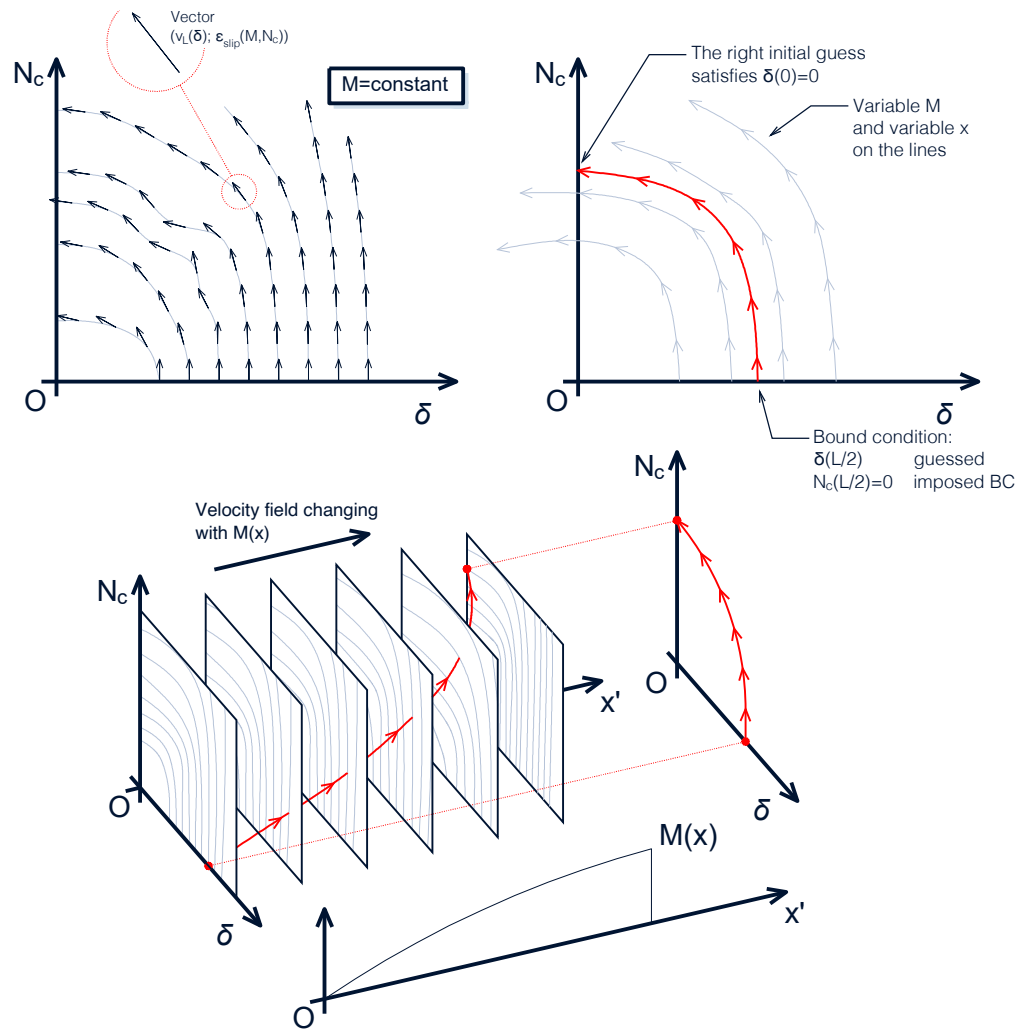 Vector
(v_L(δ); ε_slip(M,N_c))
N_c
M=constant
O
δ
N_c
The right initial guess
satisfies δ(0)=0
Variable M
and variable x
on the lines
O
δ
Bound condition:
δ(L/2) guessed
N_c(L/2)=0 imposed BC
Velocity field changing
with M(x)
N_c
O
δ
x'
N_c
O
δ
M(x)
x'
O